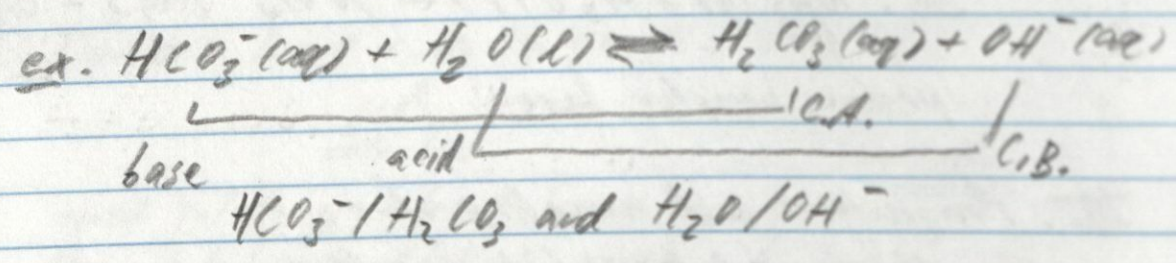 ex. HCO₃⁻(aq) + H₂O(l) ⇌ H₂CO₃(aq) + OH⁻(aq)
C.A.
base acid C.B.
HCO₃⁻/H₂CO₃ and H₂O/OH⁻